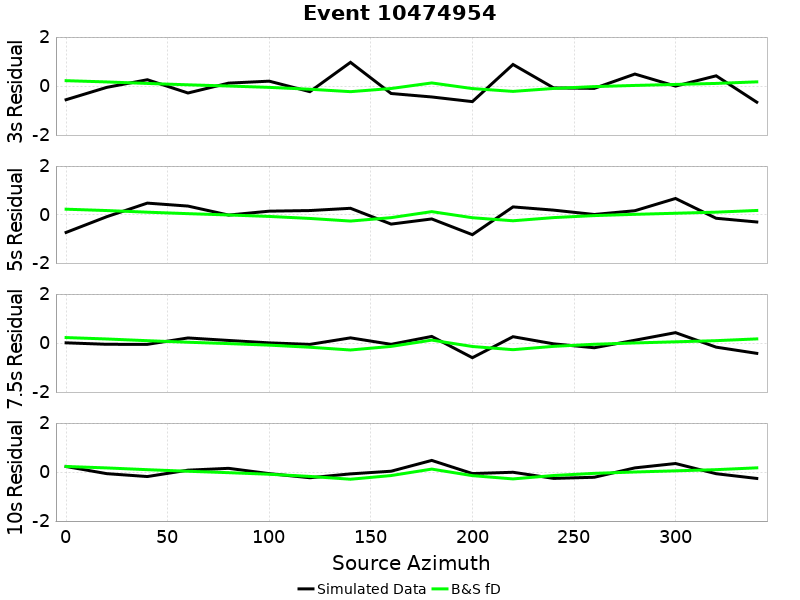 Event 10474954
3s Residual
2
0
-2
5s Residual
2
0
-2
7.5s Residual
2
0
-2
10s Residual
2
0
-2
0 50 100 150 200 250 300
Source Azimuth
Simulated Data B&S fD